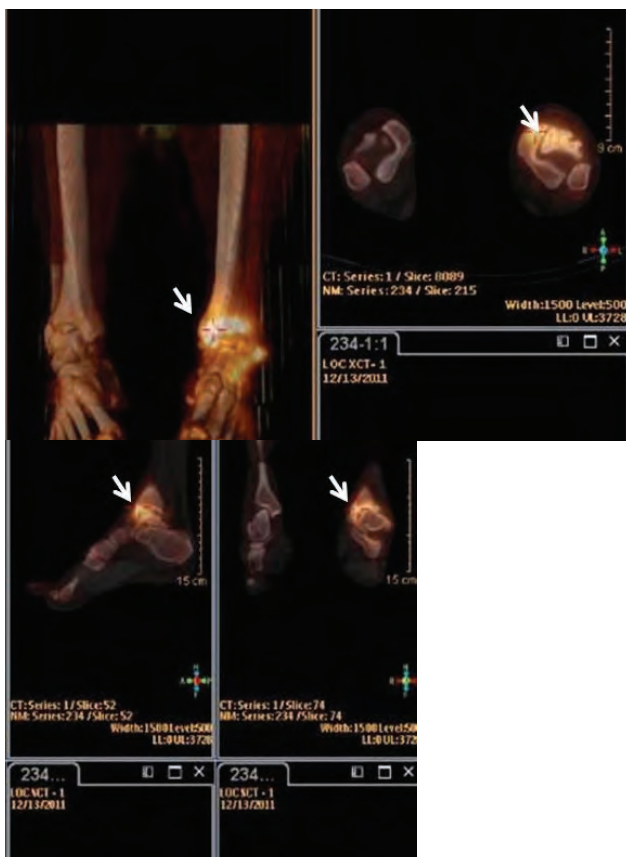 9 cm
CT: Series: 1 / Slice: 8089
NM: Series: 234 / Slice: 215
Width:1500 Level:500
LL:0 UL:3728
234-1:1
LOC XCT- 1
12/13/2011
15 cm
CT: Series: 1 / Slice: 52
NM: Series: 234 / Slice: 52
Width:1500 Level:500
LL:0 UL:3728
15 cm
CT: Series: 1 / Slice: 74
NM: Series: 234 / Slice: 74
Width:1500 Level:500
LL:0 UL:372
234...
LOC XCT - 1
12/13/2011
234...
LOC XCT - 1
12/13/2011